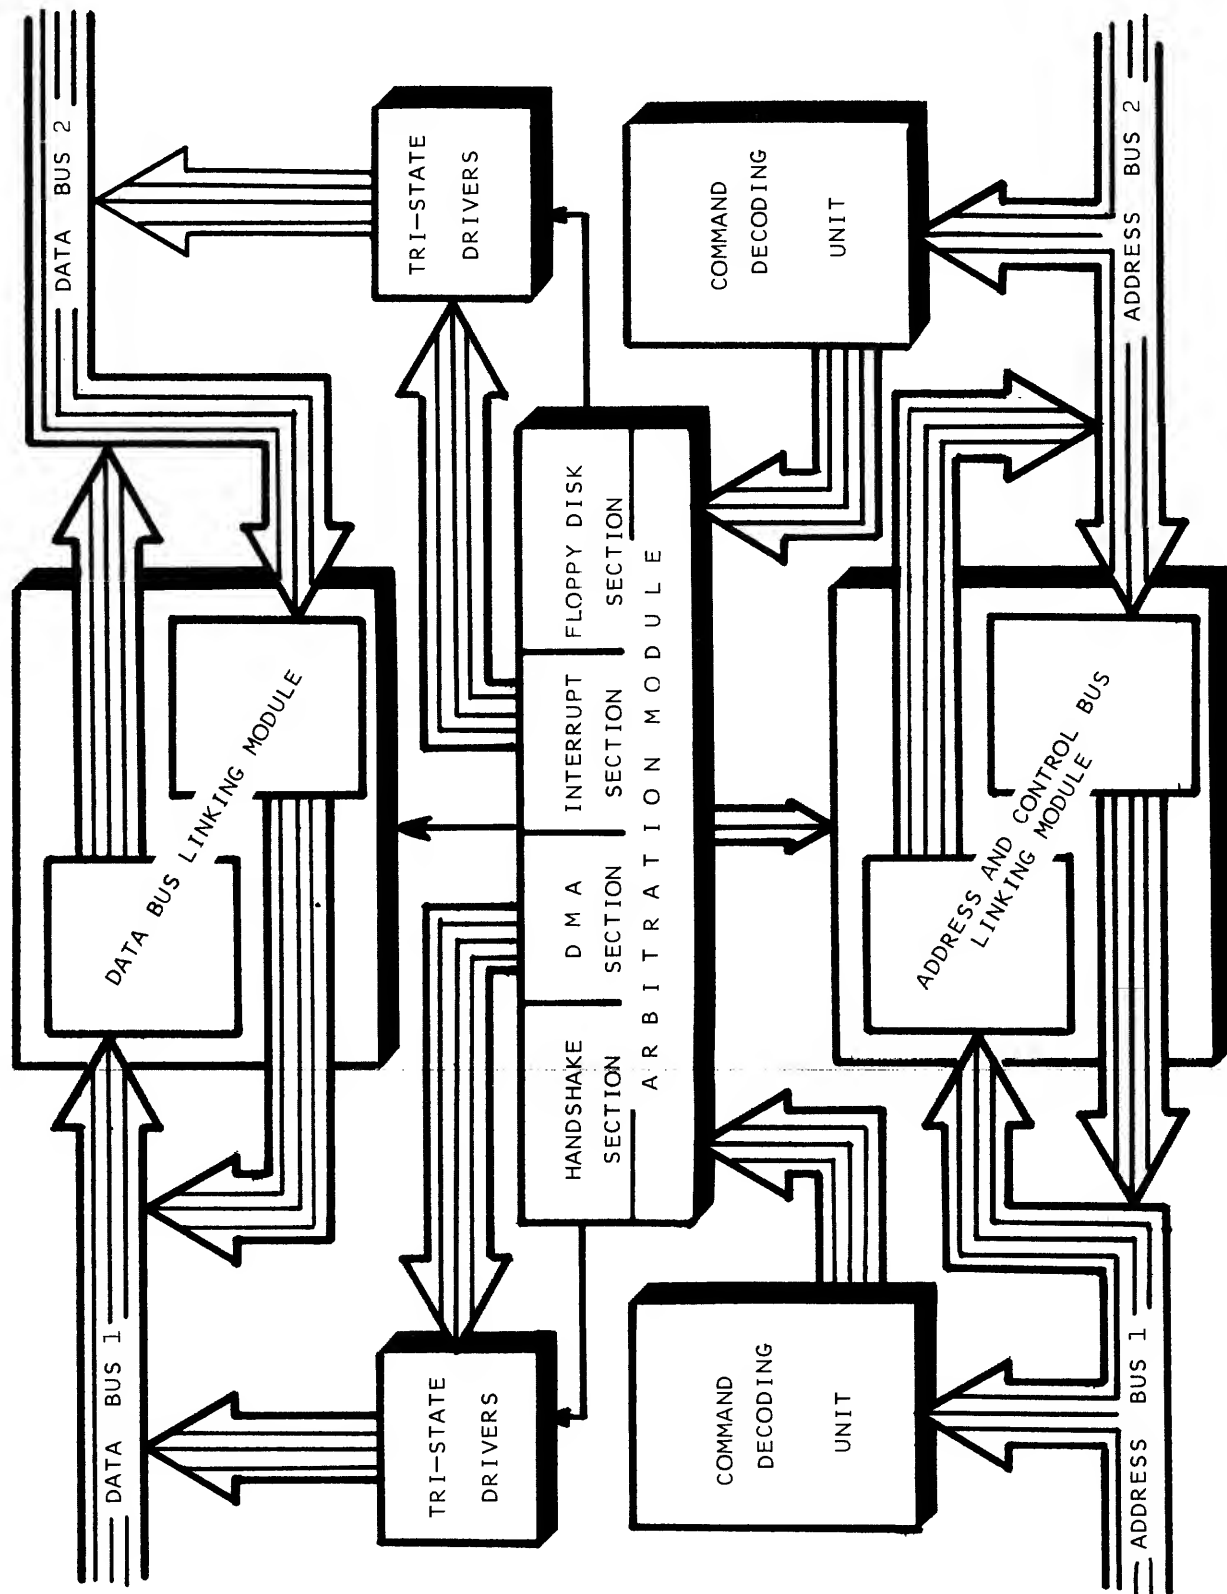 DATA BUS 1
DATA BUS 2
DATA BUS LINKING MODULE
TRI-STATE
DRIVERS
TRI-STATE
DRIVERS
HANDSHAKE
SECTION
D M A
SECTION
INTERRUPT
SECTION
FLOPPY DISK
SECTION
A R B I T R A T I O N M O D U L E
COMMAND
DECODING
UNIT
COMMAND
DECODING
UNIT
ADDRESS AND CONTROL BUS
LINKING MODULE
ADDRESS BUS 1
ADDRESS BUS 2